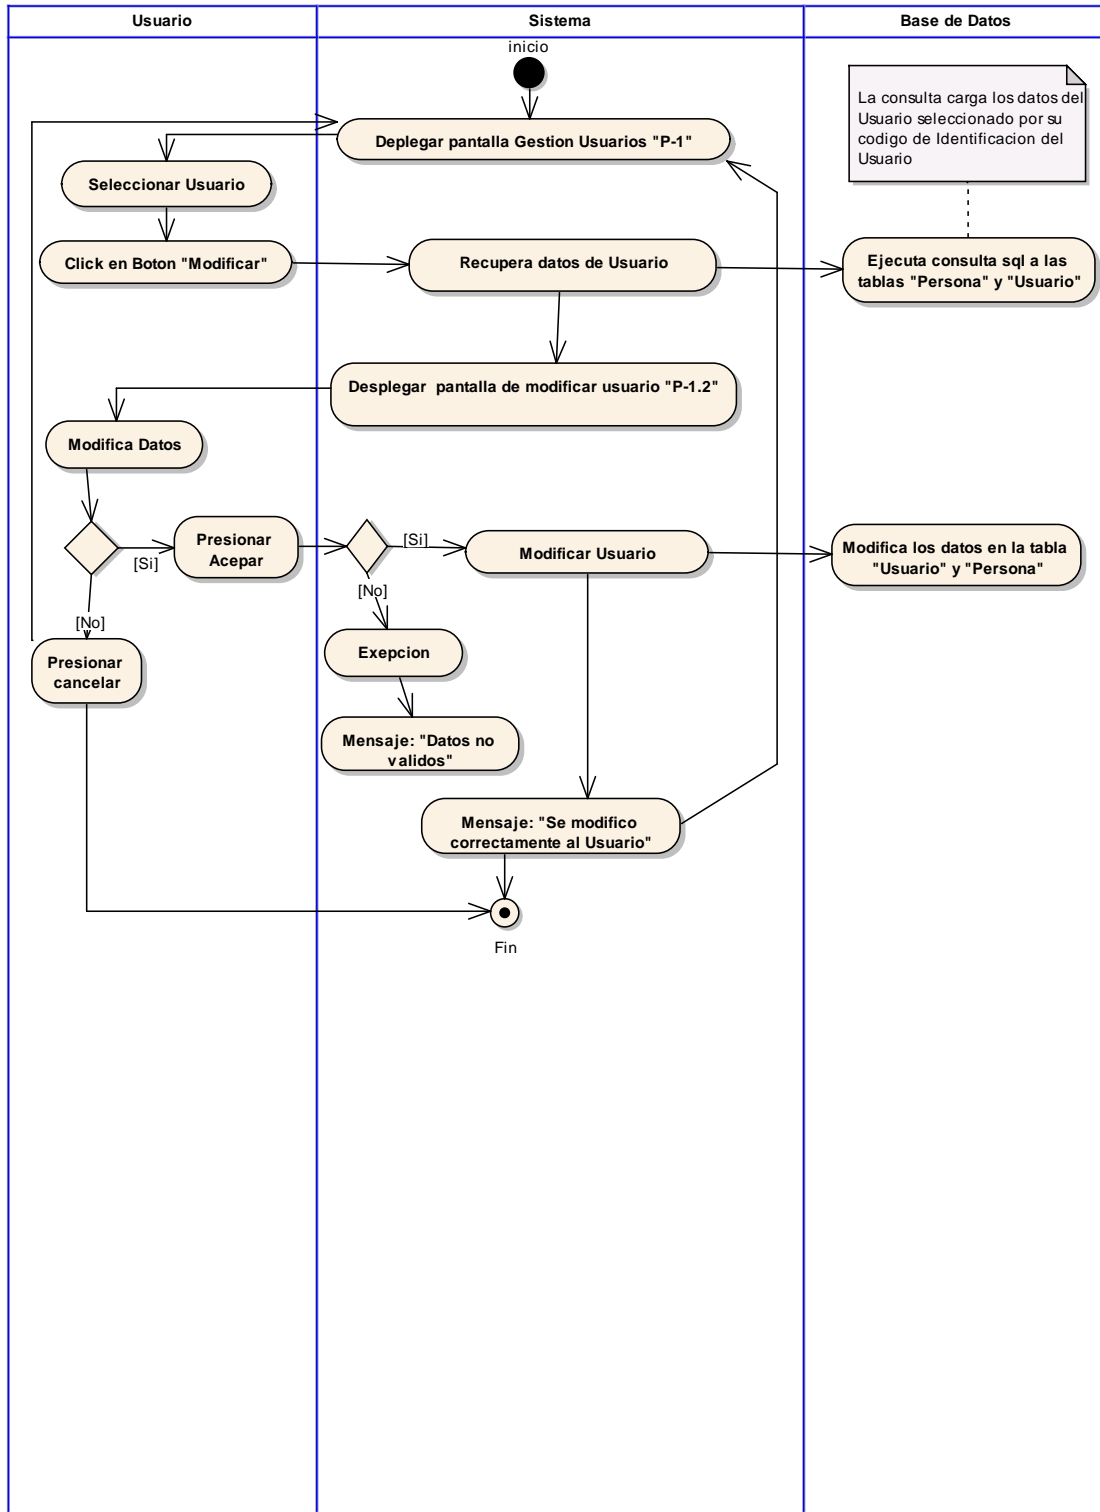 Usuario
Sistema
Base de Datos
inicio
La consulta carga los datos del
Usuario seleccionado por su
codigo de Identificacion del
Usuario
Deplegar pantalla Gestion Usuarios "P-1"
Seleccionar Usuario
Click en Boton "Modificar"
Recupera datos de Usuario
Ejecuta consulta sql a las
tablas "Persona" y "Usuario"
Desplegar pantalla de modificar usuario "P-1.2"
Modifica Datos
Presionar
Acepar
[Si]
[Si]
Modificar Usuario
Modifica los datos en la tabla
"Usuario" y "Persona"
[No]
[No]
Presionar
cancelar
Exepcion
Mensaje: "Datos no
validos"
Mensaje: "Se modifico
correctamente al Usuario"
Fin